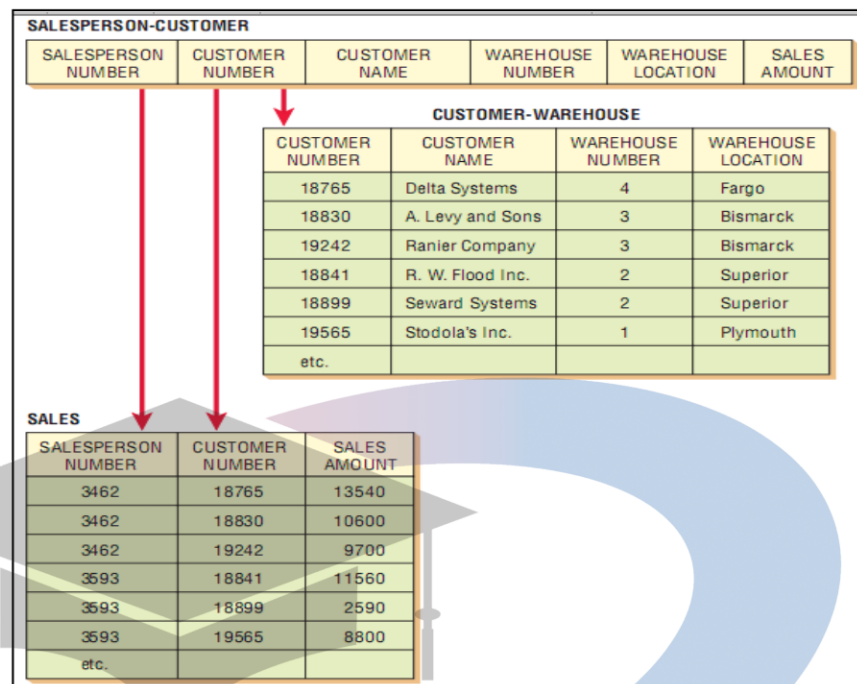 SALESPERSON-CUSTOMER
SALESPERSON NUMBER CUSTOMER NUMBER CUSTOMER NAME WAREHOUSE NUMBER WAREHOUSE LOCATION SALES AMOUNT
CUSTOMER-WAREHOUSE
CUSTOMER NUMBER CUSTOMER NAME WAREHOUSE NUMBER WAREHOUSE LOCATION
18765 Delta Systems 4 Fargo
18830 A. Levy and Sons 3 Bismarck
19242 Ranier Company 3 Bismarck
18841 R. W. Flood Inc. 2 Superior
18899 Seward Systems 2 Superior
19565 Stodola's Inc. 1 Plymouth
etc.
SALES
SALESPERSON NUMBER CUSTOMER NUMBER SALES AMOUNT
3462 18765 13540
3462 18830 10600
3462 19242 9700
3593 18841 11560
3593 18899 2590
3593 19565 8800
etc.